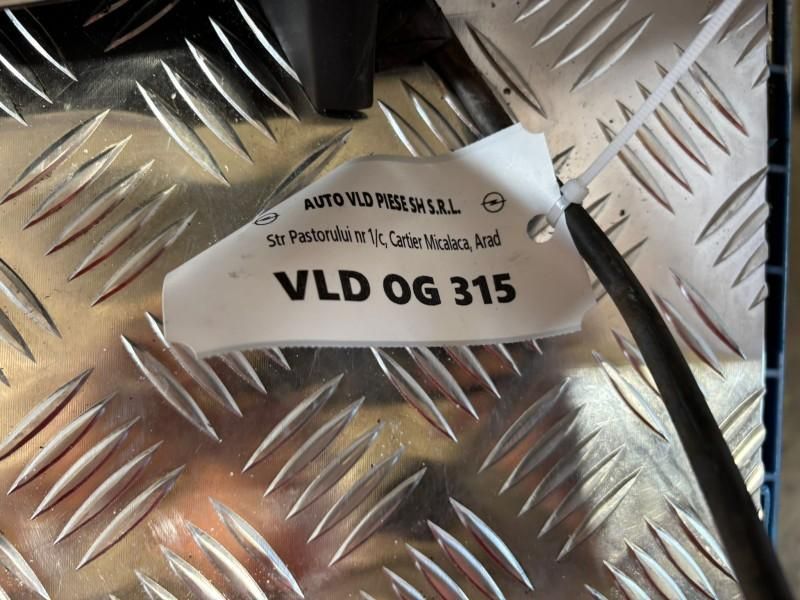 AUTO VLD PIESE SH S.R.L.
Str Pastorului nr 1/c, Cartier Micalaca, Arad
VLD OG 315